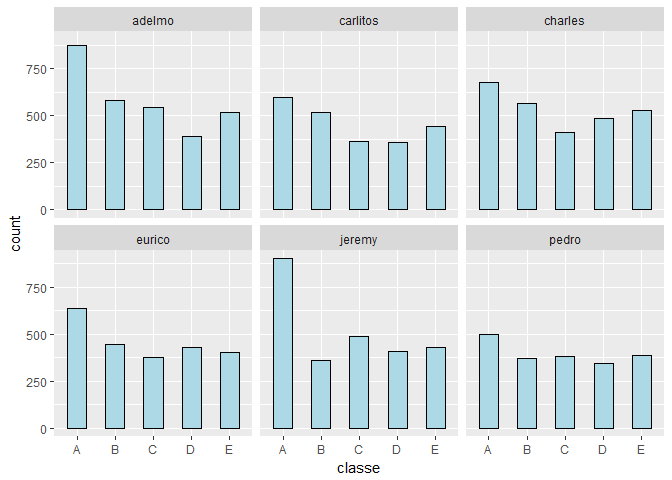 adelmo carlitos charles
750
500
250
0
count
eurico jeremy pedro
750
500
250
0
A B C D E A B C D E A B C D E
classe